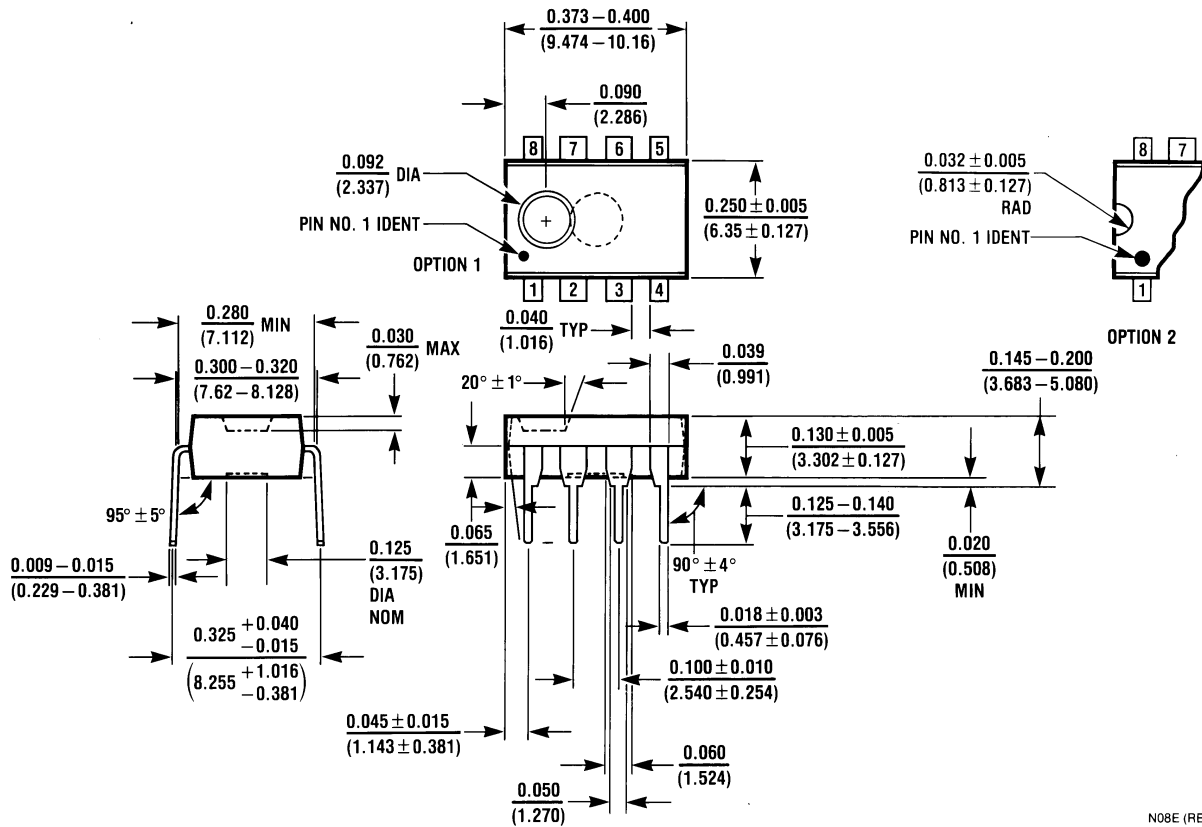 0.373 – 0.400
(9.474 – 10.16)
0.090
(2.286)
8 7 6 5
0.092
(2.337)
DIA
PIN NO. 1 IDENT
OPTION 1
0.250 ± 0.005
(6.35 ± 0.127)
1 2 3 4
0.032 ± 0.005
(0.813 ± 0.127)
RAD
PIN NO. 1 IDENT
8 7
1
OPTION 2
0.280
(7.112)
MIN
0.300 – 0.320
(7.62 – 8.128)
0.030
(0.762)
MAX
0.040
(1.016)
TYP
20° ± 1°
0.039
(0.991)
0.145 – 0.200
(3.683 – 5.080)
0.130 ± 0.005
(3.302 ± 0.127)
0.125 – 0.140
(3.175 – 3.556)
0.020
(0.508)
MIN
95° ± 5°
0.009 – 0.015
(0.229 – 0.381)
0.125
(3.175)
DIA
NOM
0.065
(1.651)
90° ± 4°
TYP
0.018 ± 0.003
(0.457 ± 0.076)
0.325 +0.040
–0.015
(8.255 +1.016
–0.381)
0.100 ± 0.010
(2.540 ± 0.254)
0.045 ± 0.015
(1.143 ± 0.381)
0.060
(1.524)
0.050
(1.270)
N08E